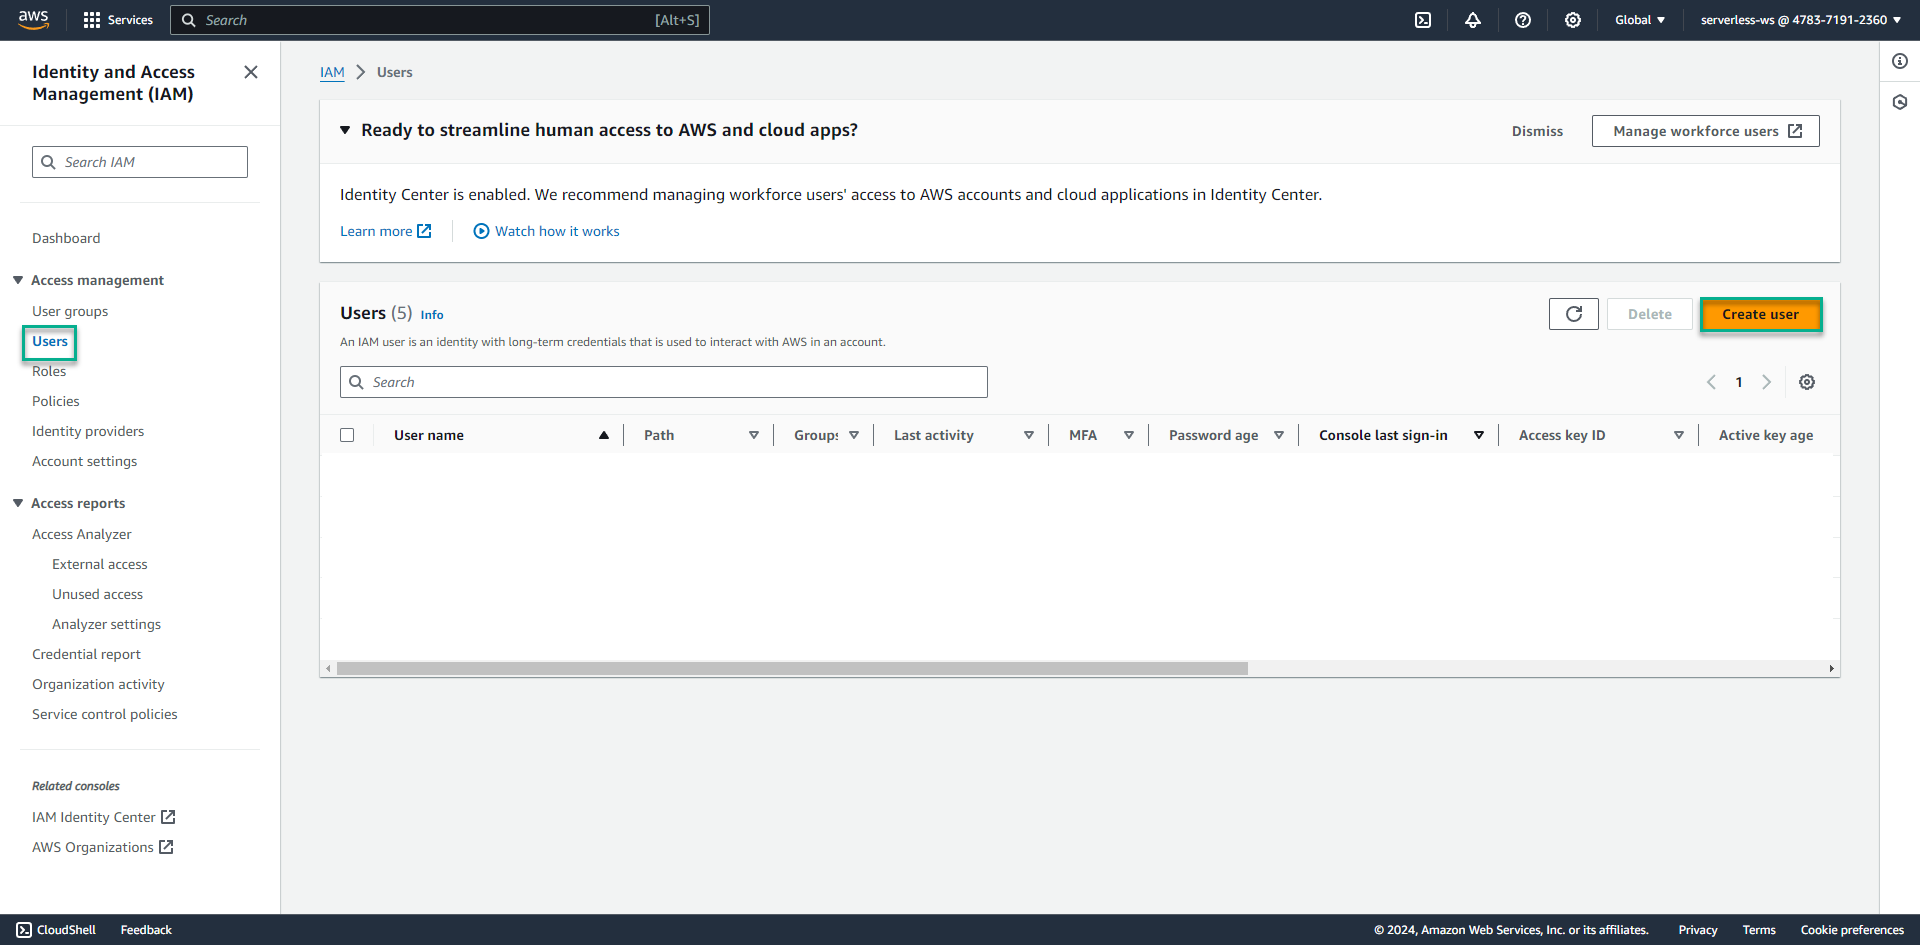 aws
Services
Search
[Alt+S]
Global
serverless-ws @ 4783-7191-2360
Identity and Access
Management (IAM)
Search IAM
Dashboard
Access management
User groups
Users
Roles
Policies
Identity providers
Account settings
Access reports
Access Analyzer
External access
Unused access
Analyzer settings
Credential report
Organization activity
Service control policies
Related consoles
IAM Identity Center
AWS Organizations
IAM > Users
Ready to streamline human access to AWS and cloud apps?
Dismiss
Manage workforce users
Identity Center is enabled. We recommend managing workforce users' access to AWS accounts and cloud applications in Identity Center.
Learn more
Watch how it works
Users (5) Info
Delete
Create user
An IAM user is an identity with long-term credentials that is used to interact with AWS in an account.
Search
1
User name
Path
Groups
Last activity
MFA
Password age
Console last sign-in
Access key ID
Active key age
CloudShell
Feedback
© 2024, Amazon Web Services, Inc. or its affiliates.
Privacy
Terms
Cookie preferences